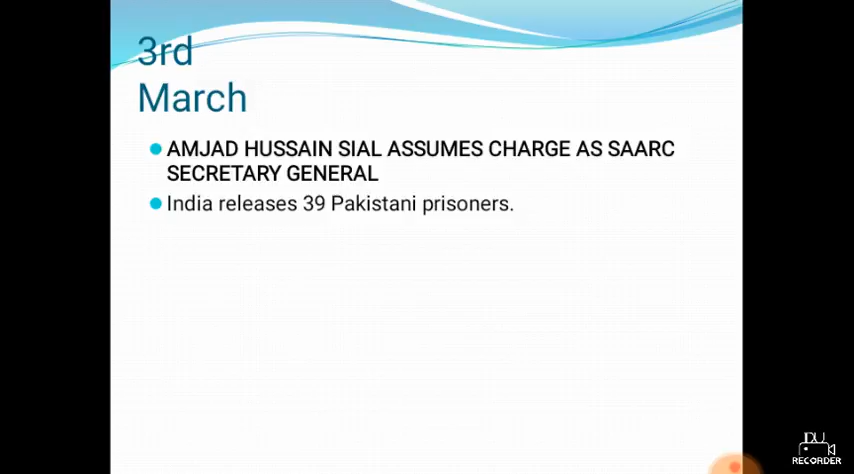 3rd
March
AMJAD HUSSAIN SIAL ASSUMES CHARGE AS SAARC
SECRETARY GENERAL
India releases 39 Pakistani prisoners.
DU
RECORDER